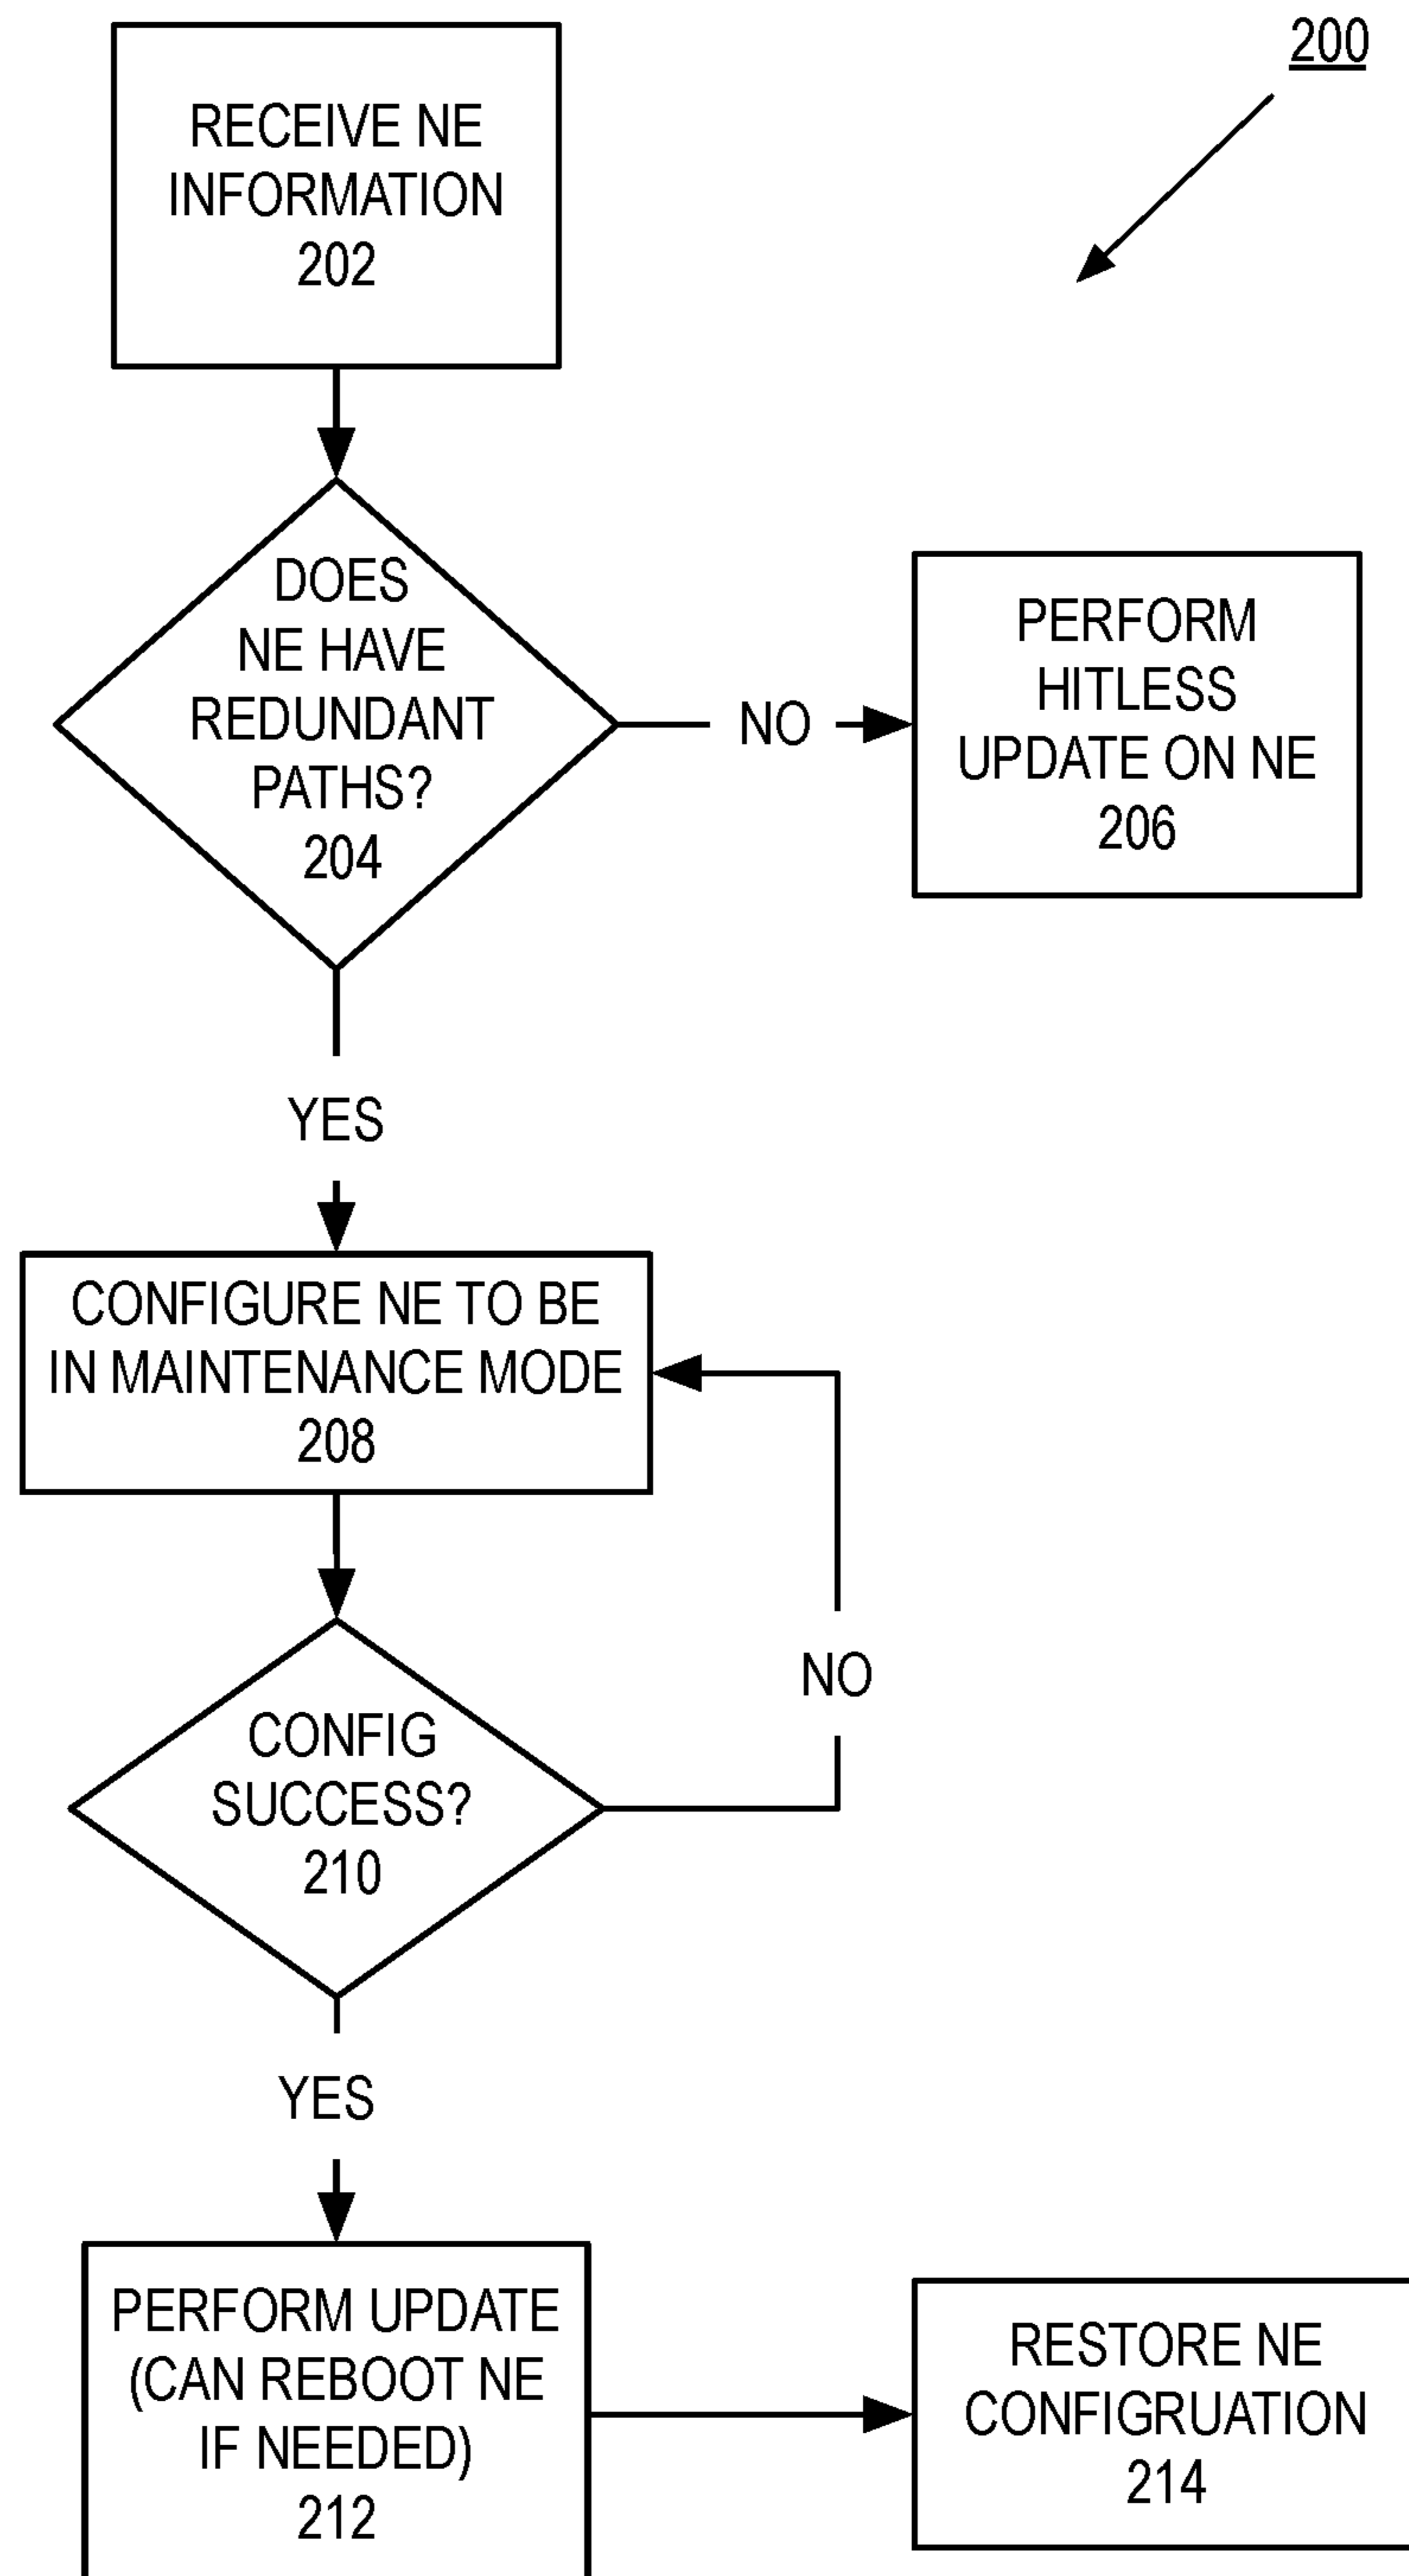 200
RECEIVE NE
INFORMATION
202
DOES
NE HAVE
REDUNDANT
PATHS?
204
NO
PERFORM
HITLESS
UPDATE ON NE
206
YES
CONFIGURE NE TO BE
IN MAINTENANCE MODE
208
NO
CONFIG
SUCCESS?
210
YES
PERFORM UPDATE
(CAN REBOOT NE
IF NEEDED)
212
RESTORE NE
CONFIGRUATION
214